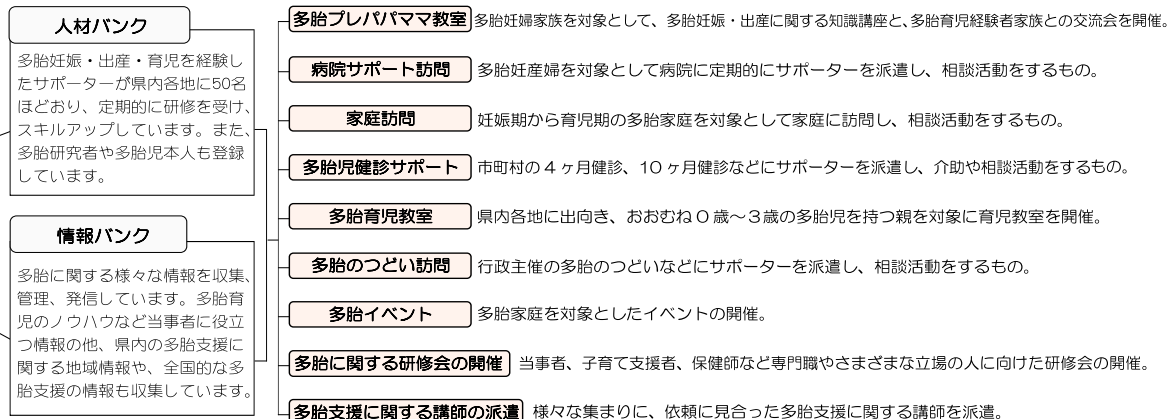 人材バンク
多胎妊娠・出産・育児を経験し
たサポーターが県内各地に50名
ほどおり、定期的に研修を受け、
スキルアップしています。また、
多胎研究者や多胎児本人も登録
しています。
情報バンク
多胎に関する様々な情報を収集、
管理、発信しています。多胎育
児のノウハウなど当事者に役立
つ情報の他、県内の多胎支援に
関する地域情報や、全国的な多
胎支援の情報も収集しています。
多胎プレパパママ教室 多胎妊婦家族を対象として、多胎妊娠・出産に関する知識講座と、多胎育児経験者家族との交流会を開催。
病院サポート訪問 多胎妊産婦を対象として病院に定期的にサポーターを派遣し、相談活動をするもの。
家庭訪問 妊娠期から育児期の多胎家庭を対象として家庭に訪問し、相談活動をするもの。
多胎児健診サポート 市町村の4ヶ月健診、10ヶ月健診などにサポーターを派遣し、介助や相談活動をするもの。
多胎育児教室 県内各地に出向き、おおむね0歳〜3歳の多胎児を持つ親を対象に育児教室を開催。
多胎のつどい訪問 行政主催の多胎のつどいなどにサポーターを派遣し、相談活動をするもの。
多胎イベント 多胎家庭を対象としたイベントの開催。
多胎に関する研修会の開催 当事者、子育て支援者、保健師など専門職やさまざまな立場の人に向けた研修会の開催。
多胎支援に関する講師の派遣 様々な集まりに、依頼に見合った多胎支援に関する講師を派遣。